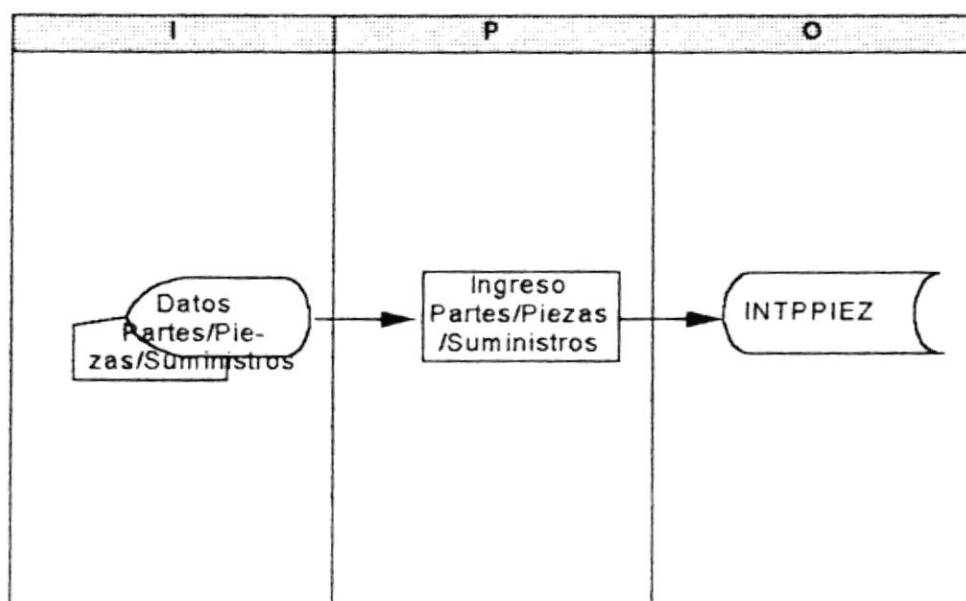 I
P
O
Datos
Partes/Pie-
zas/Suministros
Ingreso
Partes/Piezas
/Suministros
INTPPIEZ